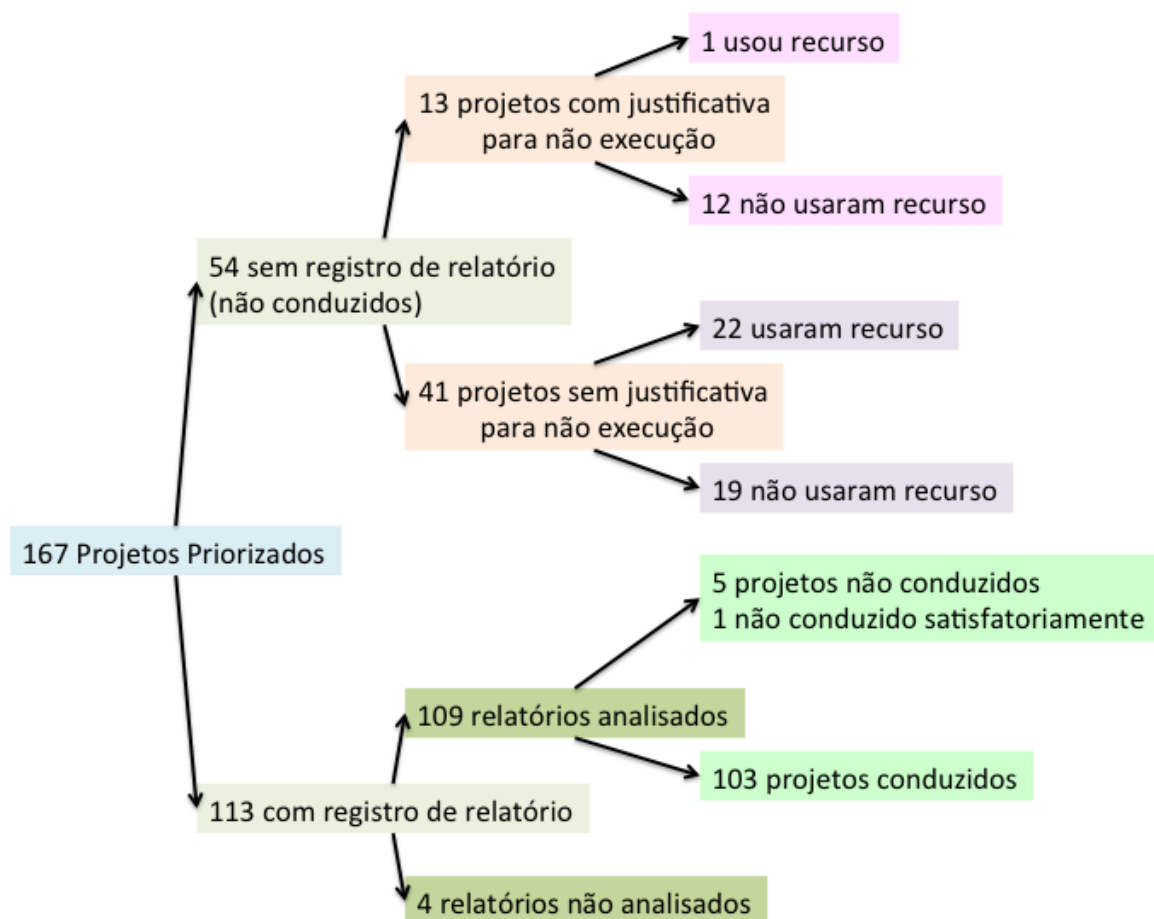 1 usou recurso
13 projetos com justificativa
para não execução
12 não usaram recurso
54 sem registro de relatório
(não conduzidos)
22 usaram recurso
41 projetos sem justificativa
para não execução
19 não usaram recurso
167 Projetos Priorizados
5 projetos não conduzidos
1 não conduzido satisfatoriamente
109 relatórios analisados
103 projetos conduzidos
113 com registro de relatório
4 relatórios não analisados